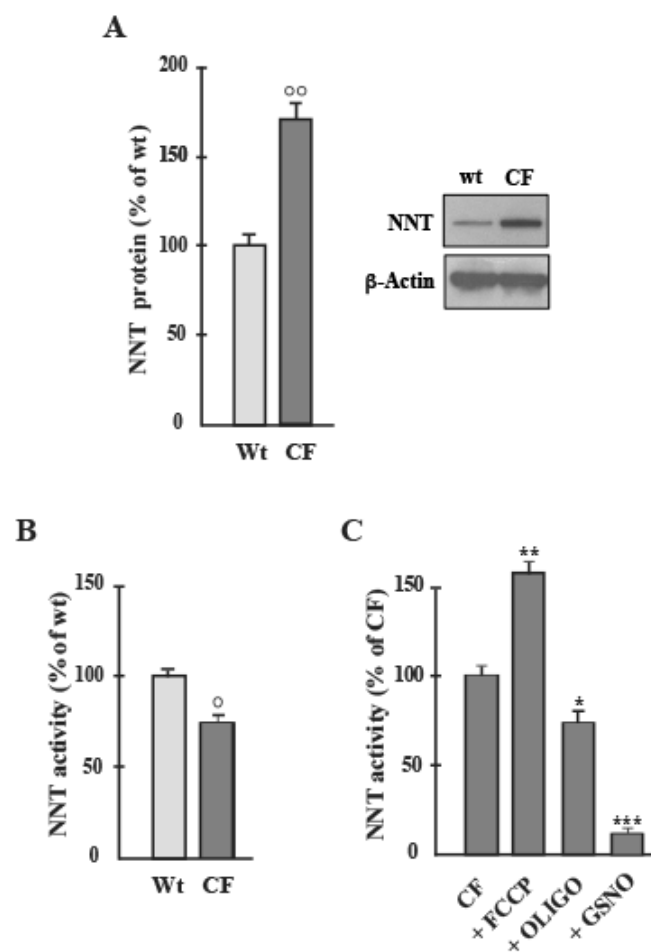 A
NNT protein (% of wt)
200
150
100
50
0
°°
Wt CF
wt CF
NNT
β-Actin
B
NNT activity (% of wt)
150
100
50
0
°
Wt CF
C
NNT activity (% of CF)
150
100
50
0
**
*
***
CF
+ FCCP
+ OLIGO
+ GSNO